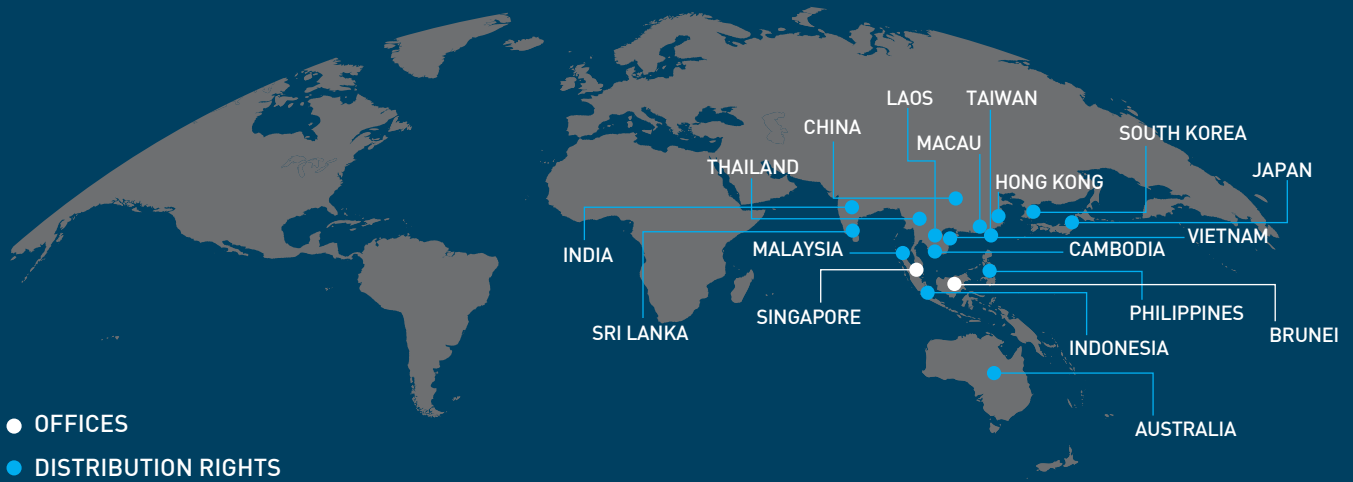 LAOS
TAIWAN
CHINA
MACAU
SOUTH KOREA
THAILAND
HONG KONG
JAPAN
INDIA
MALAYSIA
CAMBODIA
VIETNAM
SRI LANKA
SINGAPORE
PHILIPPINES
BRUNEI
INDONESIA
AUSTRALIA
OFFICES
DISTRIBUTION RIGHTS